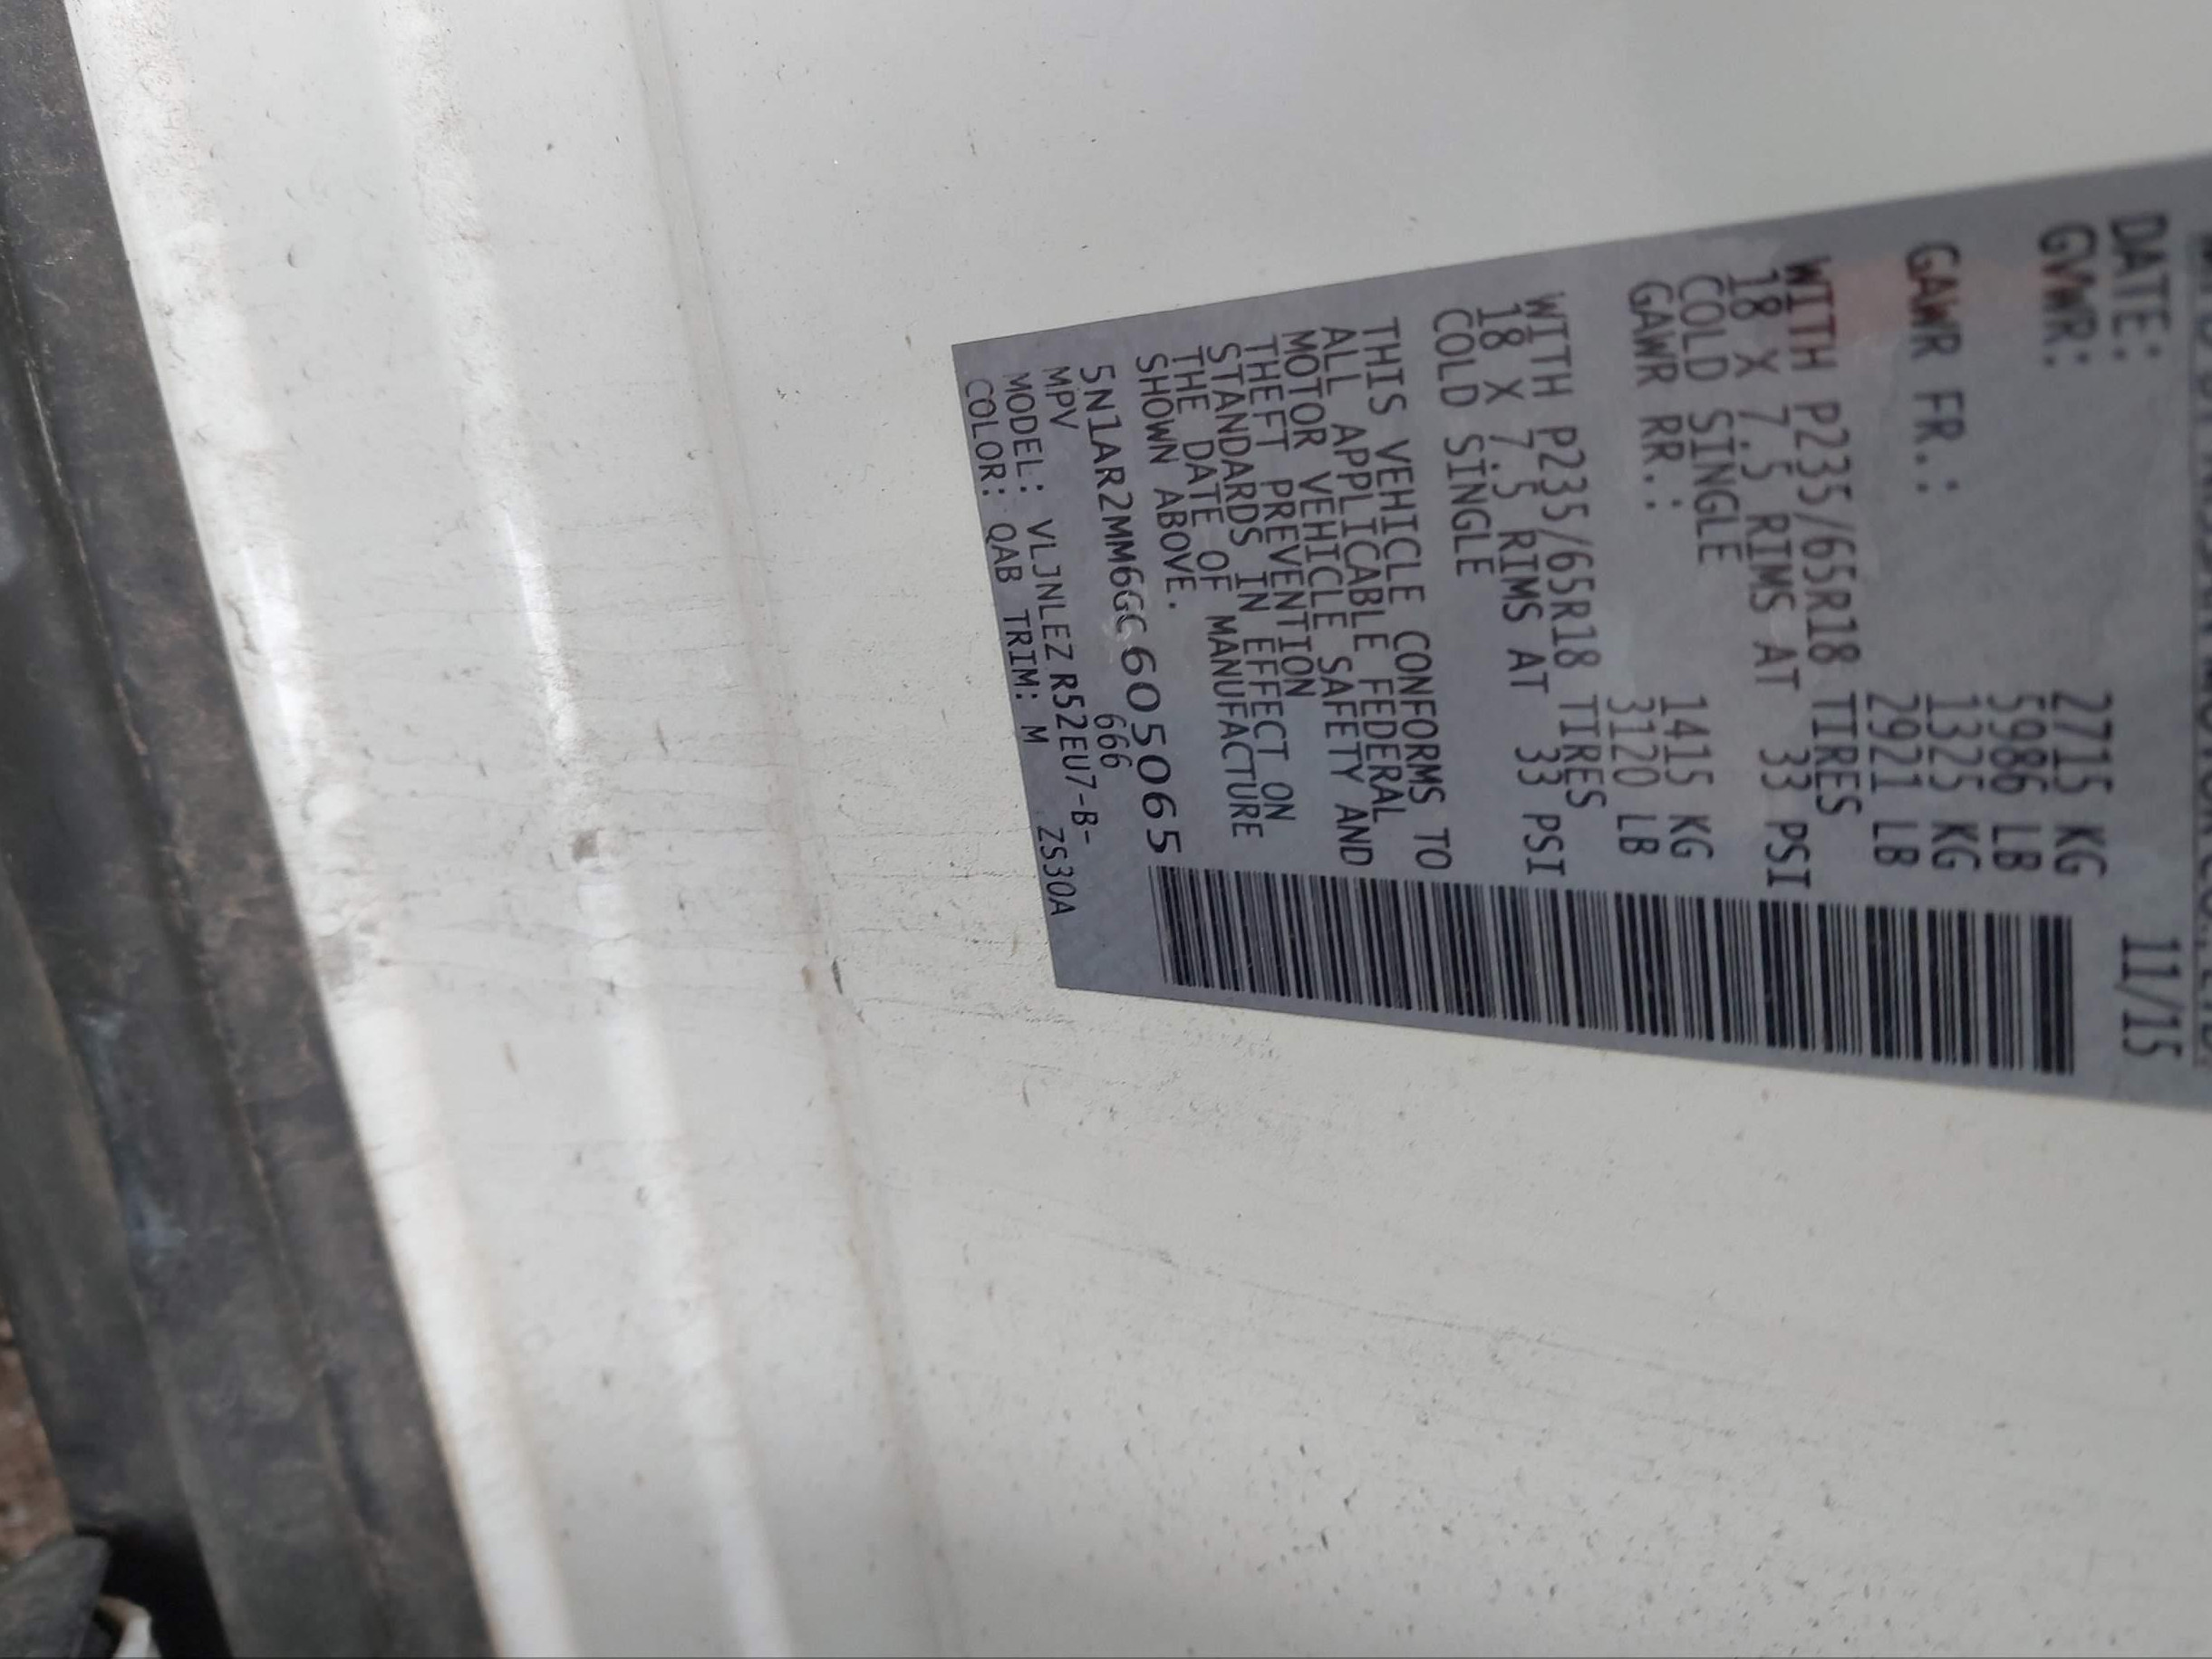 DATE: 11/15
GVWR: 2715 KG
5986 LB
GAWR FR.: 1325 KG
2921 LB
WITH P235/65R18 TIRES
18 X 7.5 RIMS AT 33 PSI
COLD SINGLE
GAWR RR.: 1415 KG
3120 LB
WITH P235/65R18 TIRES
18 X 7.5 RIMS AT 33 PSI
COLD SINGLE
THIS VEHICLE CONFORMS TO
ALL APPLICABLE FEDERAL
MOTOR VEHICLE SAFETY AND
THEFT PREVENTION
STANDARDS IN EFFECT ON
THE DATE OF MANUFACTURE
SHOWN ABOVE.
5N1AR2MM6GC605065
MPV 666
MODEL: VLJNLEZ R52EU7-B-
COLOR: QAB TRIM: M ZS30A